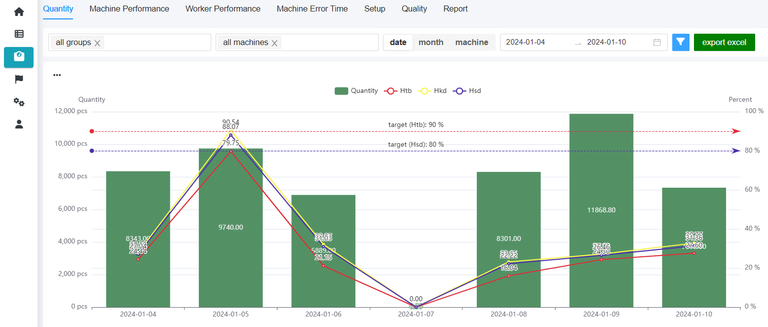 Quantity Machine Performance Worker Performance Machine Error Time Setup Quality Report
all groups all machines date month machine 2024-01-04 → 2024-01-10 export excel
...
Quantity Htb Hkd Hsd
Quantity Percent
12,000 pcs 100 %
target (Htb): 90 %
10,000 pcs target (Hsd): 80 % 80 %
90.54
88.07
79.75
8,000 pcs 60 %
6,000 pcs 40 %
9740.00 11868.80
4,000 pcs 8301.00
2,000 pcs 20 %
0.00
0 pcs 0 %
2024-01-04 2024-01-05 2024-01-06 2024-01-07 2024-01-08 2024-01-09 2024-01-10